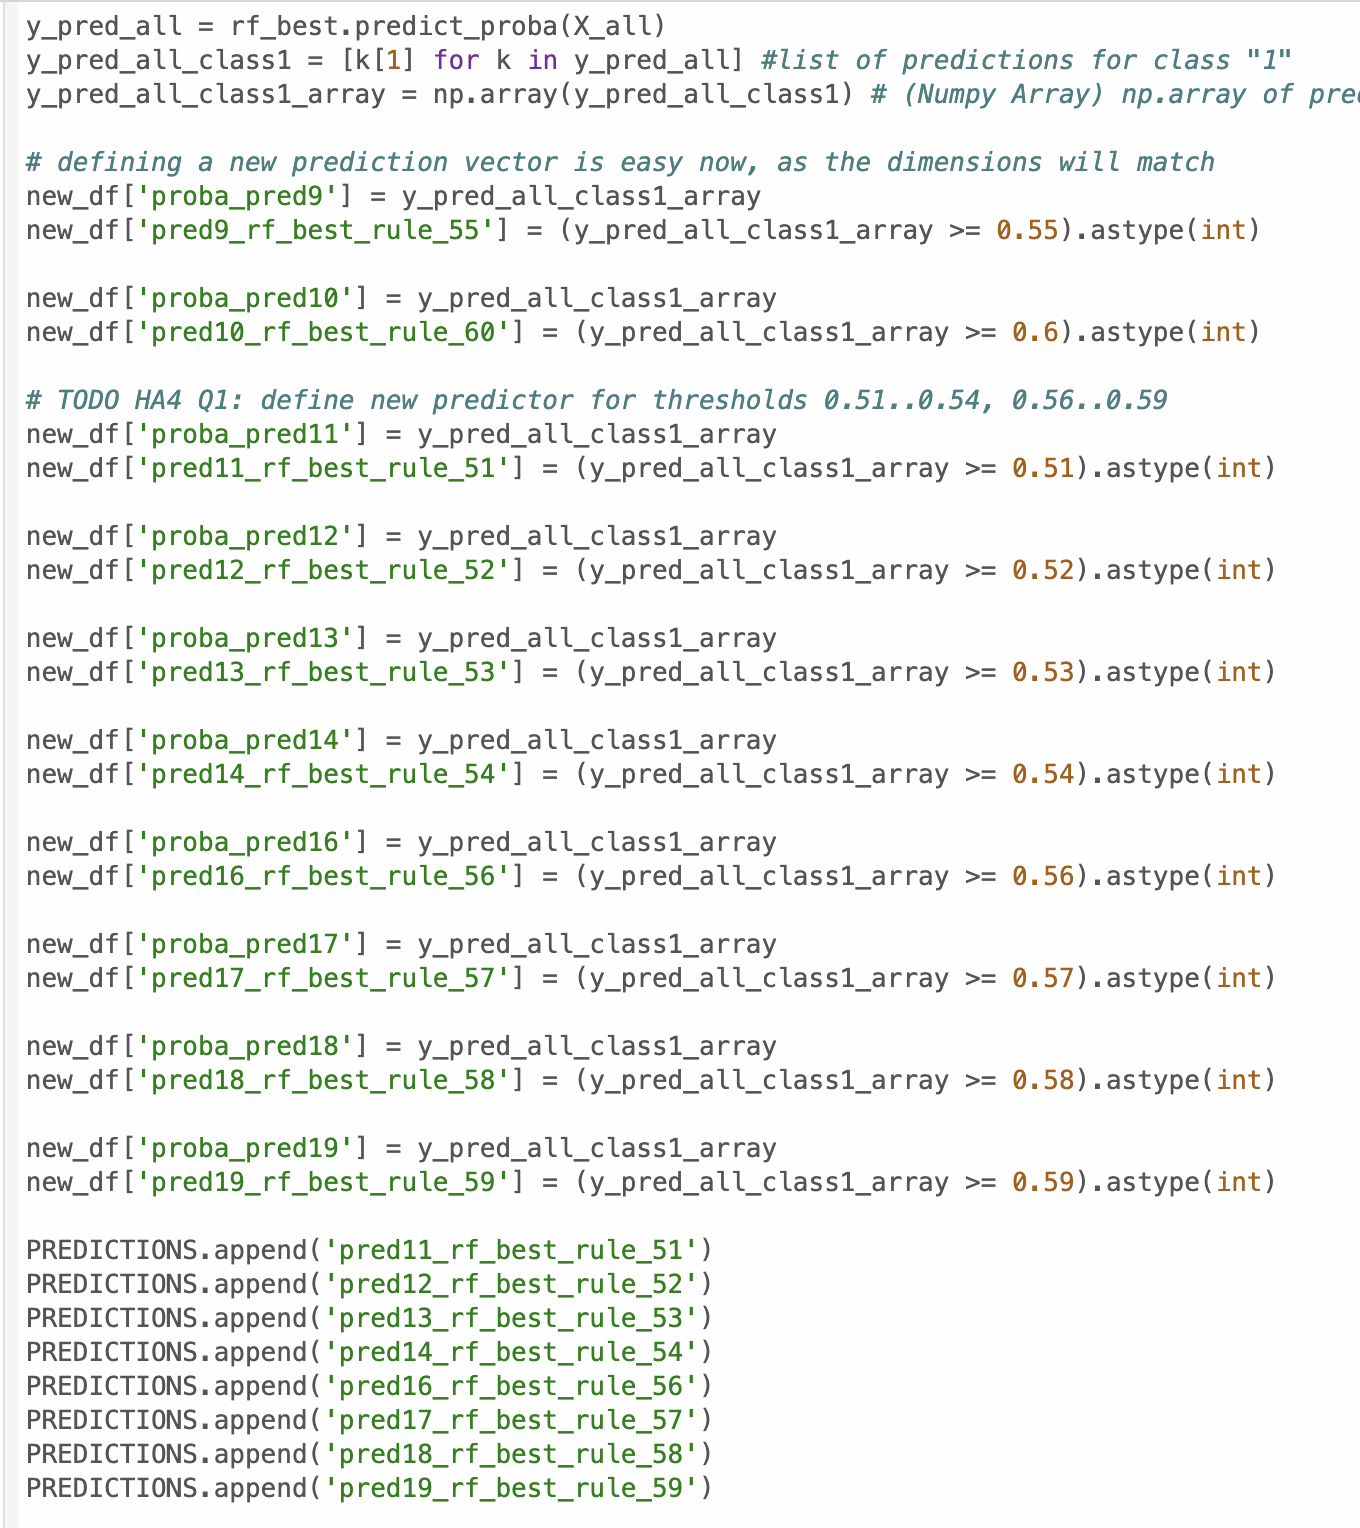 y_pred_all = rf_best.predict_proba(X_all)
y_pred_all_class1 = [k[1] for k in y_pred_all] #list of predictions for class "1"
y_pred_all_class1_array = np.array(y_pred_all_class1) # (Numpy Array) np.array of
# defining a new prediction vector is easy now, as the dimensions will match
new_df['proba_pred9'] = y_pred_all_class1_array
new_df['pred9_rf_best_rule_55'] = (y_pred_all_class1_array >= 0.55).astype(int)
new_df['proba_pred10'] = y_pred_all_class1_array
new_df['pred10_rf_best_rule_60'] = (y_pred_all_class1_array >= 0.6).astype(int)
# TODO HA4 Q1: define new predictor for thresholds 0.51..0.54, 0.56..0.59
new_df['proba_pred11'] = y_pred_all_class1_array
new_df['pred11_rf_best_rule_51'] = (y_pred_all_class1_array >= 0.51).astype(int)
new_df['proba_pred12'] = y_pred_all_class1_array
new_df['pred12_rf_best_rule_52'] = (y_pred_all_class1_array >= 0.52).astype(int)
new_df['proba_pred13'] = y_pred_all_class1_array
new_df['pred13_rf_best_rule_53'] = (y_pred_all_class1_array >= 0.53).astype(int)
new_df['proba_pred14'] = y_pred_all_class1_array
new_df['pred14_rf_best_rule_54'] = (y_pred_all_class1_array >= 0.54).astype(int)
new_df['proba_pred16'] = y_pred_all_class1_array
new_df['pred16_rf_best_rule_56'] = (y_pred_all_class1_array >= 0.56).astype(int)
new_df['proba_pred17'] = y_pred_all_class1_array
new_df['pred17_rf_best_rule_57'] = (y_pred_all_class1_array >= 0.57).astype(int)
new_df['proba_pred18'] = y_pred_all_class1_array
new_df['pred18_rf_best_rule_58'] = (y_pred_all_class1_array >= 0.58).astype(int)
new_df['proba_pred19'] = y_pred_all_class1_array
new_df['pred19_rf_best_rule_59'] = (y_pred_all_class1_array >= 0.59).astype(int)
PREDICTIONS.append('pred11_rf_best_rule_51')
PREDICTIONS.append('pred12_rf_best_rule_52')
PREDICTIONS.append('pred13_rf_best_rule_53')
PREDICTIONS.append('pred14_rf_best_rule_54')
PREDICTIONS.append('pred16_rf_best_rule_56')
PREDICTIONS.append('pred17_rf_best_rule_57')
PREDICTIONS.append('pred18_rf_best_rule_58')
PREDICTIONS.append('pred19_rf_best_rule_59')